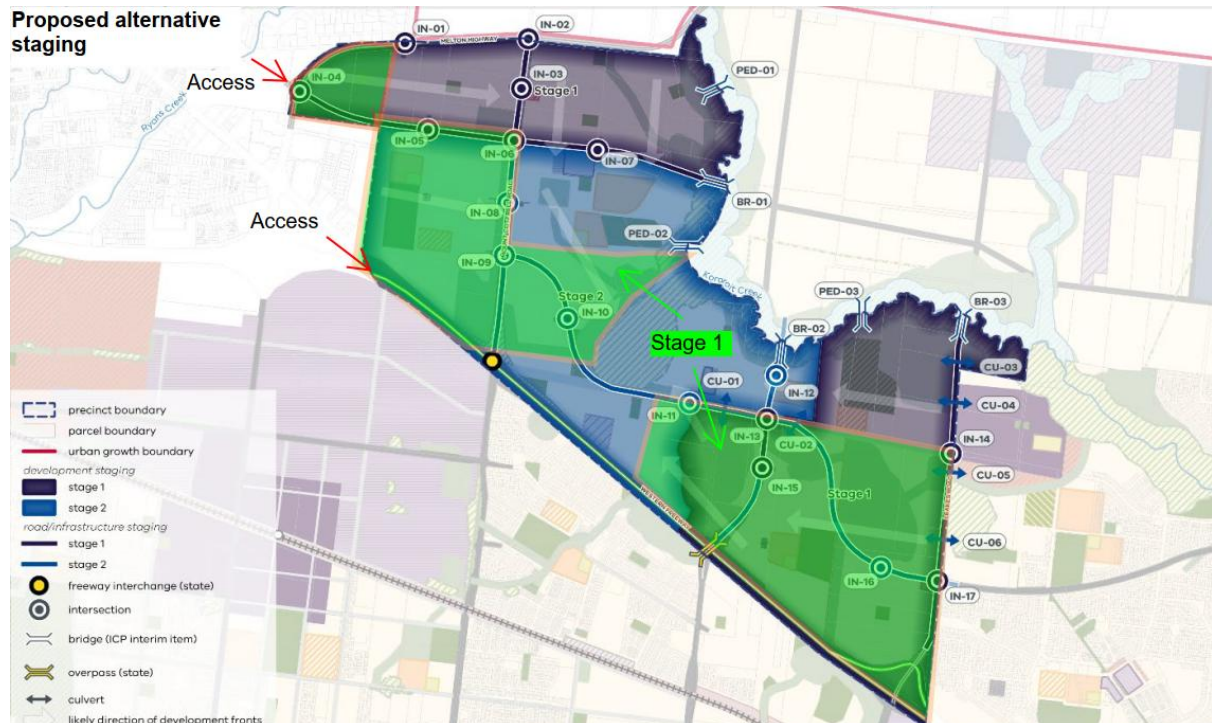 Proposed alternative
staging
IN-01
IN-02
MELTON HIGHWAY
Access
IN-04
IN-03
Stage 1
PED-01
Ryans Creek
IN-05
IN-06
IN-07
BR-01
Access
IN-08
PED-02
IN-09
Kororoit Creek
PED-03
BR-03
Stage 2
IN-10
Stage 1
BR-02
CU-01
IN-12
CU-03
CU-04
IN-11
IN-13
CU-02
IN-14
CU-05
IN-15
Stage 1
WESTERN FREEWAY
CU-06
IN-16
IN-17
precinct boundary
parcel boundary
urban growth boundary
development staging
stage 1
stage 2
road/infrastructure staging
stage 1
stage 2
freeway interchange (state)
intersection
bridge (ICP interim item)
overpass (state)
culvert
likely direction of development fronts